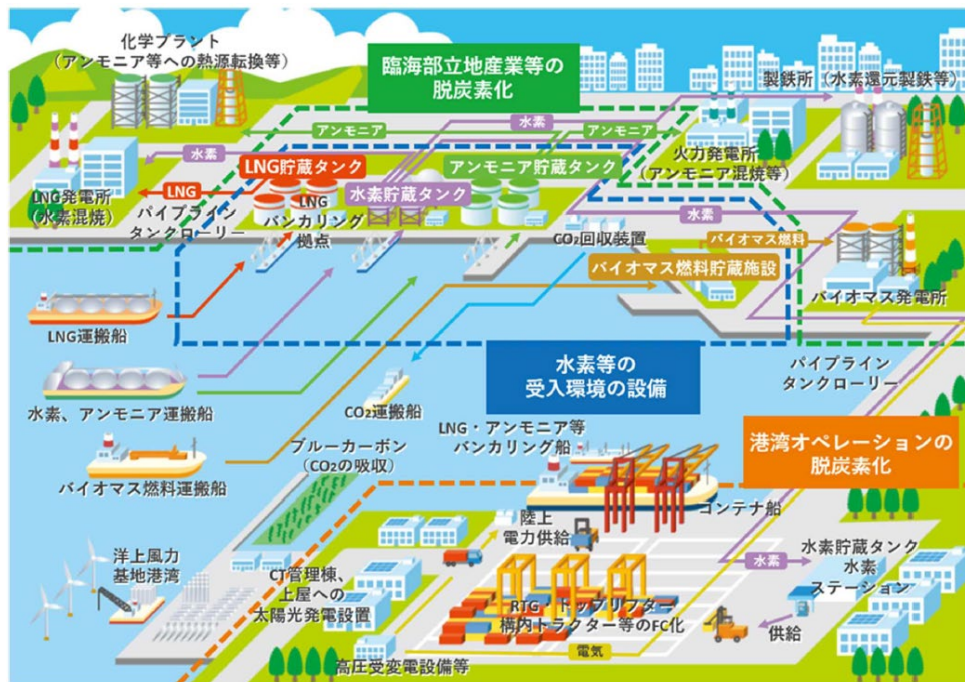 化学プラント
（アンモニア等への熱源転換等）
臨海部立地産業等の
脱炭素化
製鉄所（水素還元製鉄等）
水素
アンモニア
アンモニア
水素
LNG貯蔵タンク
アンモニア貯蔵タンク
火力発電所
（アンモニア混焼等）
LNG
水素貯蔵タンク
LNG発電所
（水素混焼）
パイプライン
タンクローリー
LNG
バンカリング
拠点
水素
CO₂回収装置
バイオマス燃料
バイオマス燃料貯蔵施設
バイオマス発電所
LNG運搬船
水素等の
受入環境の設備
パイプライン
タンクローリー
水素、アンモニア運搬船
CO₂運搬船
LNG・アンモニア等
バンカリング船
港湾オペレーションの
脱炭素化
バイオマス燃料運搬船
ブルーカーボン
（CO₂の吸収）
コンテナ船
陸上
電力供給
洋上風力
基地港湾
水素
水素貯蔵タンク
水素
ステーション
CT管理棟、
上屋への
太陽光発電設置
RTG・トップリフター
構内トラクター等のFC化
供給
電気
高圧受変電設備等